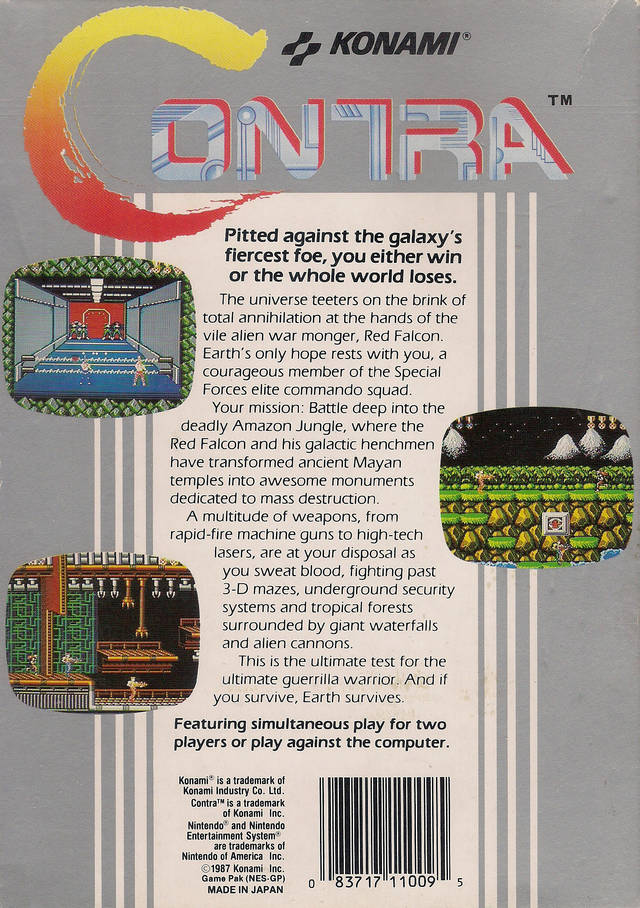 KONAMI®
CONTRA™
Pitted against the galaxy's
fiercest foe, you either win
or the whole world loses.
The universe teeters on the brink of
total annihilation at the hands of the
vile alien war monger, Red Falcon.
Earth's only hope rests with you, a
courageous member of the Special
Forces elite commando squad.
Your mission: Battle deep into the
deadly Amazon Jungle, where the
Red Falcon and his galactic henchmen
have transformed ancient Mayan
temples into awesome monuments
dedicated to mass destruction.
A multitude of weapons, from
rapid-fire machine guns to high-tech
lasers, are at your disposal as
you sweat blood, fighting past
3-D mazes, underground security
systems and tropical forests
surrounded by giant waterfalls
and alien cannons.
This is the ultimate test for the
ultimate guerrilla warrior. And if
you survive, Earth survives.
Featuring simultaneous play for two
players or play against the computer.
Konami® is a trademark of
Konami Industry Co. Ltd.
Contra™ is a trademark
of Konami Inc.
Nintendo® and Nintendo
Entertainment System®
are trademarks of
Nintendo of America Inc.
©1987 Konami Inc.
Game Pak (NES-GP)
MADE IN JAPAN
0 83717 11009 5